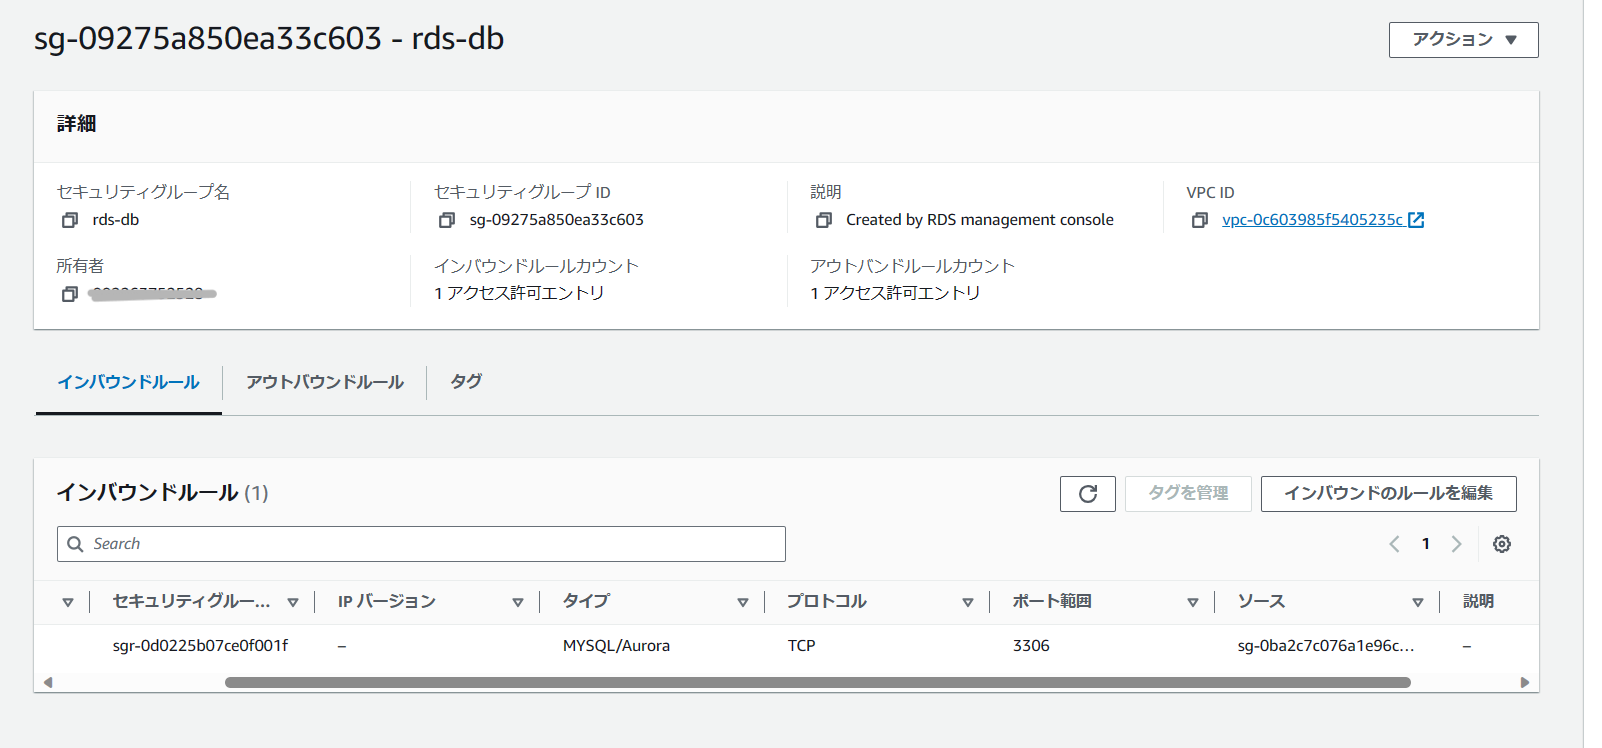 sg-09275a850ea33c603 - rds-db
アクション
詳細
セキュリティグループ名
rds-db
セキュリティグループ ID
sg-09275a850ea33c603
説明
Created by RDS management console
VPC ID
vpc-0c603985f5405235c
所有者
インバウンドルールカウント
1 アクセス許可エントリ
アウトバンドルールカウント
1 アクセス許可エントリ
インバウンドルール
アウトバウンドルール
タグ
インバウンドルール (1)
タグを管理
インバウンドのルールを編集
Search
1
セキュリティグルー... IP バージョン タイプ プロトコル ポート範囲 ソース 説明
sgr-0d0225b07ce0f001f – MYSQL/Aurora TCP 3306 sg-0ba2c7c076a1e96c... –